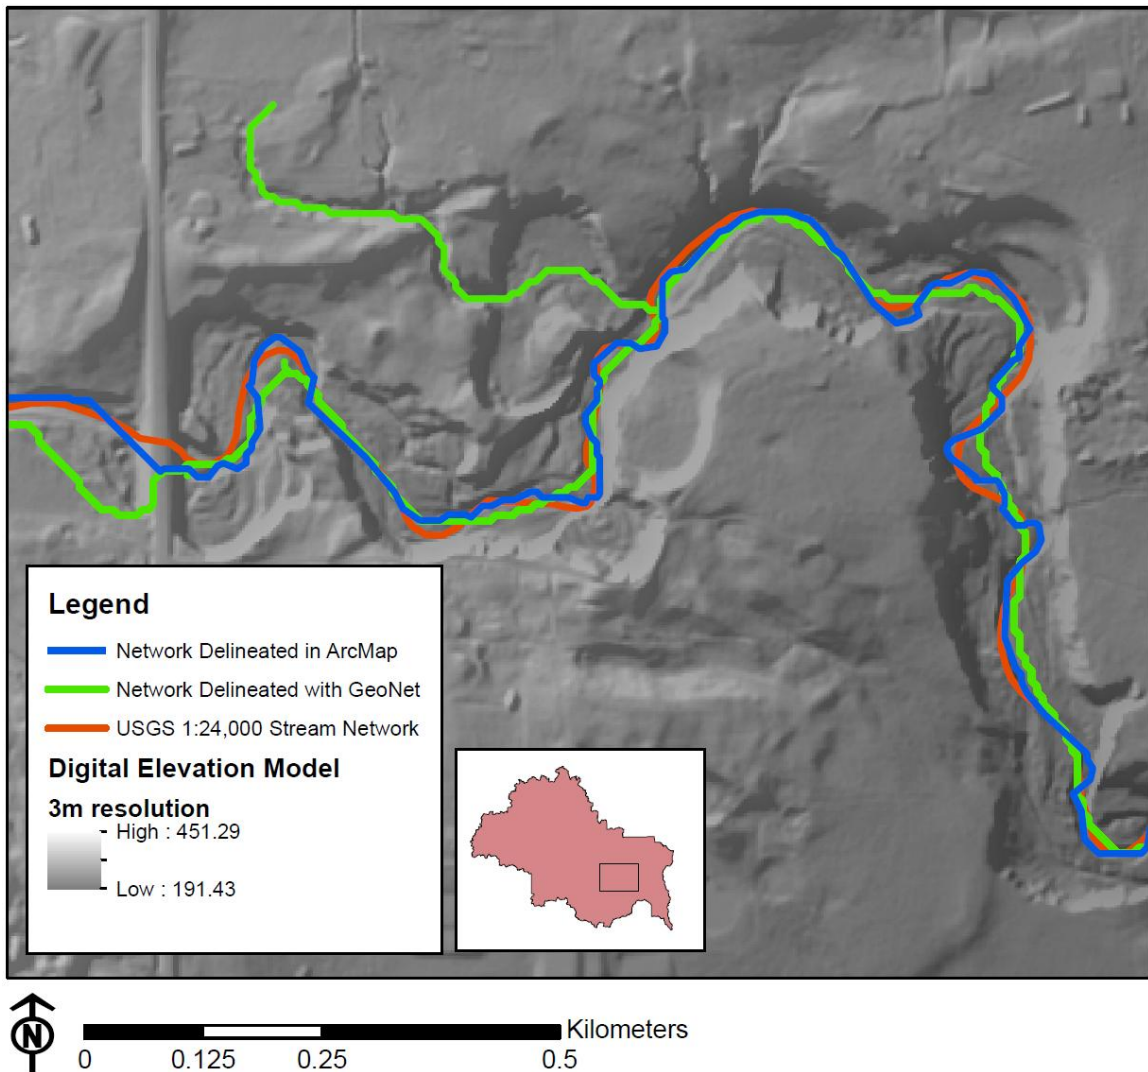 Legend
Network Delineated in ArcMap
Network Delineated with GeoNet
USGS 1:24,000 Stream Network
Digital Elevation Model
3m resolution
High : 451.29
Low : 191.43
N
Kilometers
0 0.125 0.25 0.5